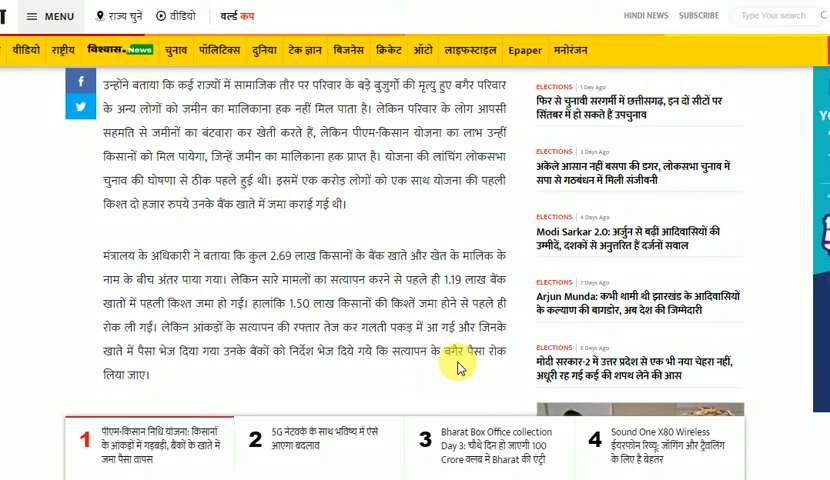 MENU
राज्य चुनें
वीडियो
वर्ल्ड कप
HINDI NEWS
SUBSCRIBE
Type Your Search
वीडियो
राष्ट्रीय
विश्वास.News
चुनाव
पॉलिटिक्स
दुनिया
टेक ज्ञान
बिजनेस
क्रिकेट
ऑटो
लाइफस्टाइल
Epaper
मनोरंजन
उन्होंने बताया कि कई राज्यों में सामाजिक तौर पर परिवार के बड़े बुजुर्गों की मृत्यु हुए बगैर परिवार
के अन्य लोगों को जमीन का मालिकाना हक नहीं मिल पाता है। लेकिन परिवार के लोग आपसी
सहमति से जमीनों का बंटवारा कर खेती करते हैं, लेकिन पीएम-किसान योजना का लाभ उन्हीं
किसानों को मिल पायेगा, जिन्हें जमीन का मालिकाना हक प्राप्त है। योजना की लांचिंग लोकसभा
चुनाव की घोषणा से ठीक पहले हुई थी। इसमें एक करोड़ लोगों को एक साथ योजना की पहली
किश्त दो हजार रुपये उनके बैंक खाते में जमा कराई गई थी।
मंत्रालय के अधिकारी ने बताया कि कुल 2.69 लाख किसानों के बैंक खाते और खेत के मालिक के
नाम के बीच अंतर पाया गया। लेकिन सारे मामलों का सत्यापन करने से पहले ही 1.19 लाख बैंक
खातों में पहली किश्त जमा हो गई। हालांकि 1.50 लाख किसानों की किश्तें जमा होने से पहले ही
रोक ली गई। लेकिन आंकड़ों के सत्यापन की रफ्तार तेज कर गलती पकड़ में आ गई और जिनके
खाते में पैसा भेज दिया गया उनके बैंकों को निर्देश भेज दिये गये कि सत्यापन के बगैर पैसा रोक
लिया जाए।
ELECTIONS | 1 Day Ago
फिर से चुनावी सरगर्मी में छत्तीसगढ़, इन दो सीटों पर
सितंबर में हो सकते हैं उपचुनाव
ELECTIONS | 3 Days Ago
अकेले आसान नहीं बसपा की डगर, लोकसभा चुनाव में
सपा से गठबंधन में मिली संजीवनी
ELECTIONS | 4 Days Ago
Modi Sarkar 2.0: अर्जुन से बढ़ीं आदिवासियों की
उम्मीदें, दशकों से अनुत्तरित हैं दर्जनों सवाल
ELECTIONS | 7 Days Ago
Arjun Munda: कभी थामी थी झारखंड के आदिवासियों
के कल्याण की बागडोर, अब देश की जिम्मेदारी
ELECTIONS | 8 Days Ago
मोदी सरकार-2 में उत्तर प्रदेश से एक भी नया चेहरा नहीं,
अधूरी रह गई कई की शपथ लेने की आस
1
पीएम-किसान निधि योजना: किसानों
के आंकड़ों में गड़बड़ी, बैंकों के खाते में
जमा पैसा वापस
2
5G नेटवर्क के साथ भविष्य में ऐसे
आएगा बदलाव
3
Bharat Box Office collection
Day 3: चौथे दिन हो जाएगी 100
Crore क्लब में Bharat की एंट्री
4
Sound One X80 Wireless
ईयरफोन रिव्यू: जॉगिंग और ट्रैवलिंग
के लिए है बेहतर